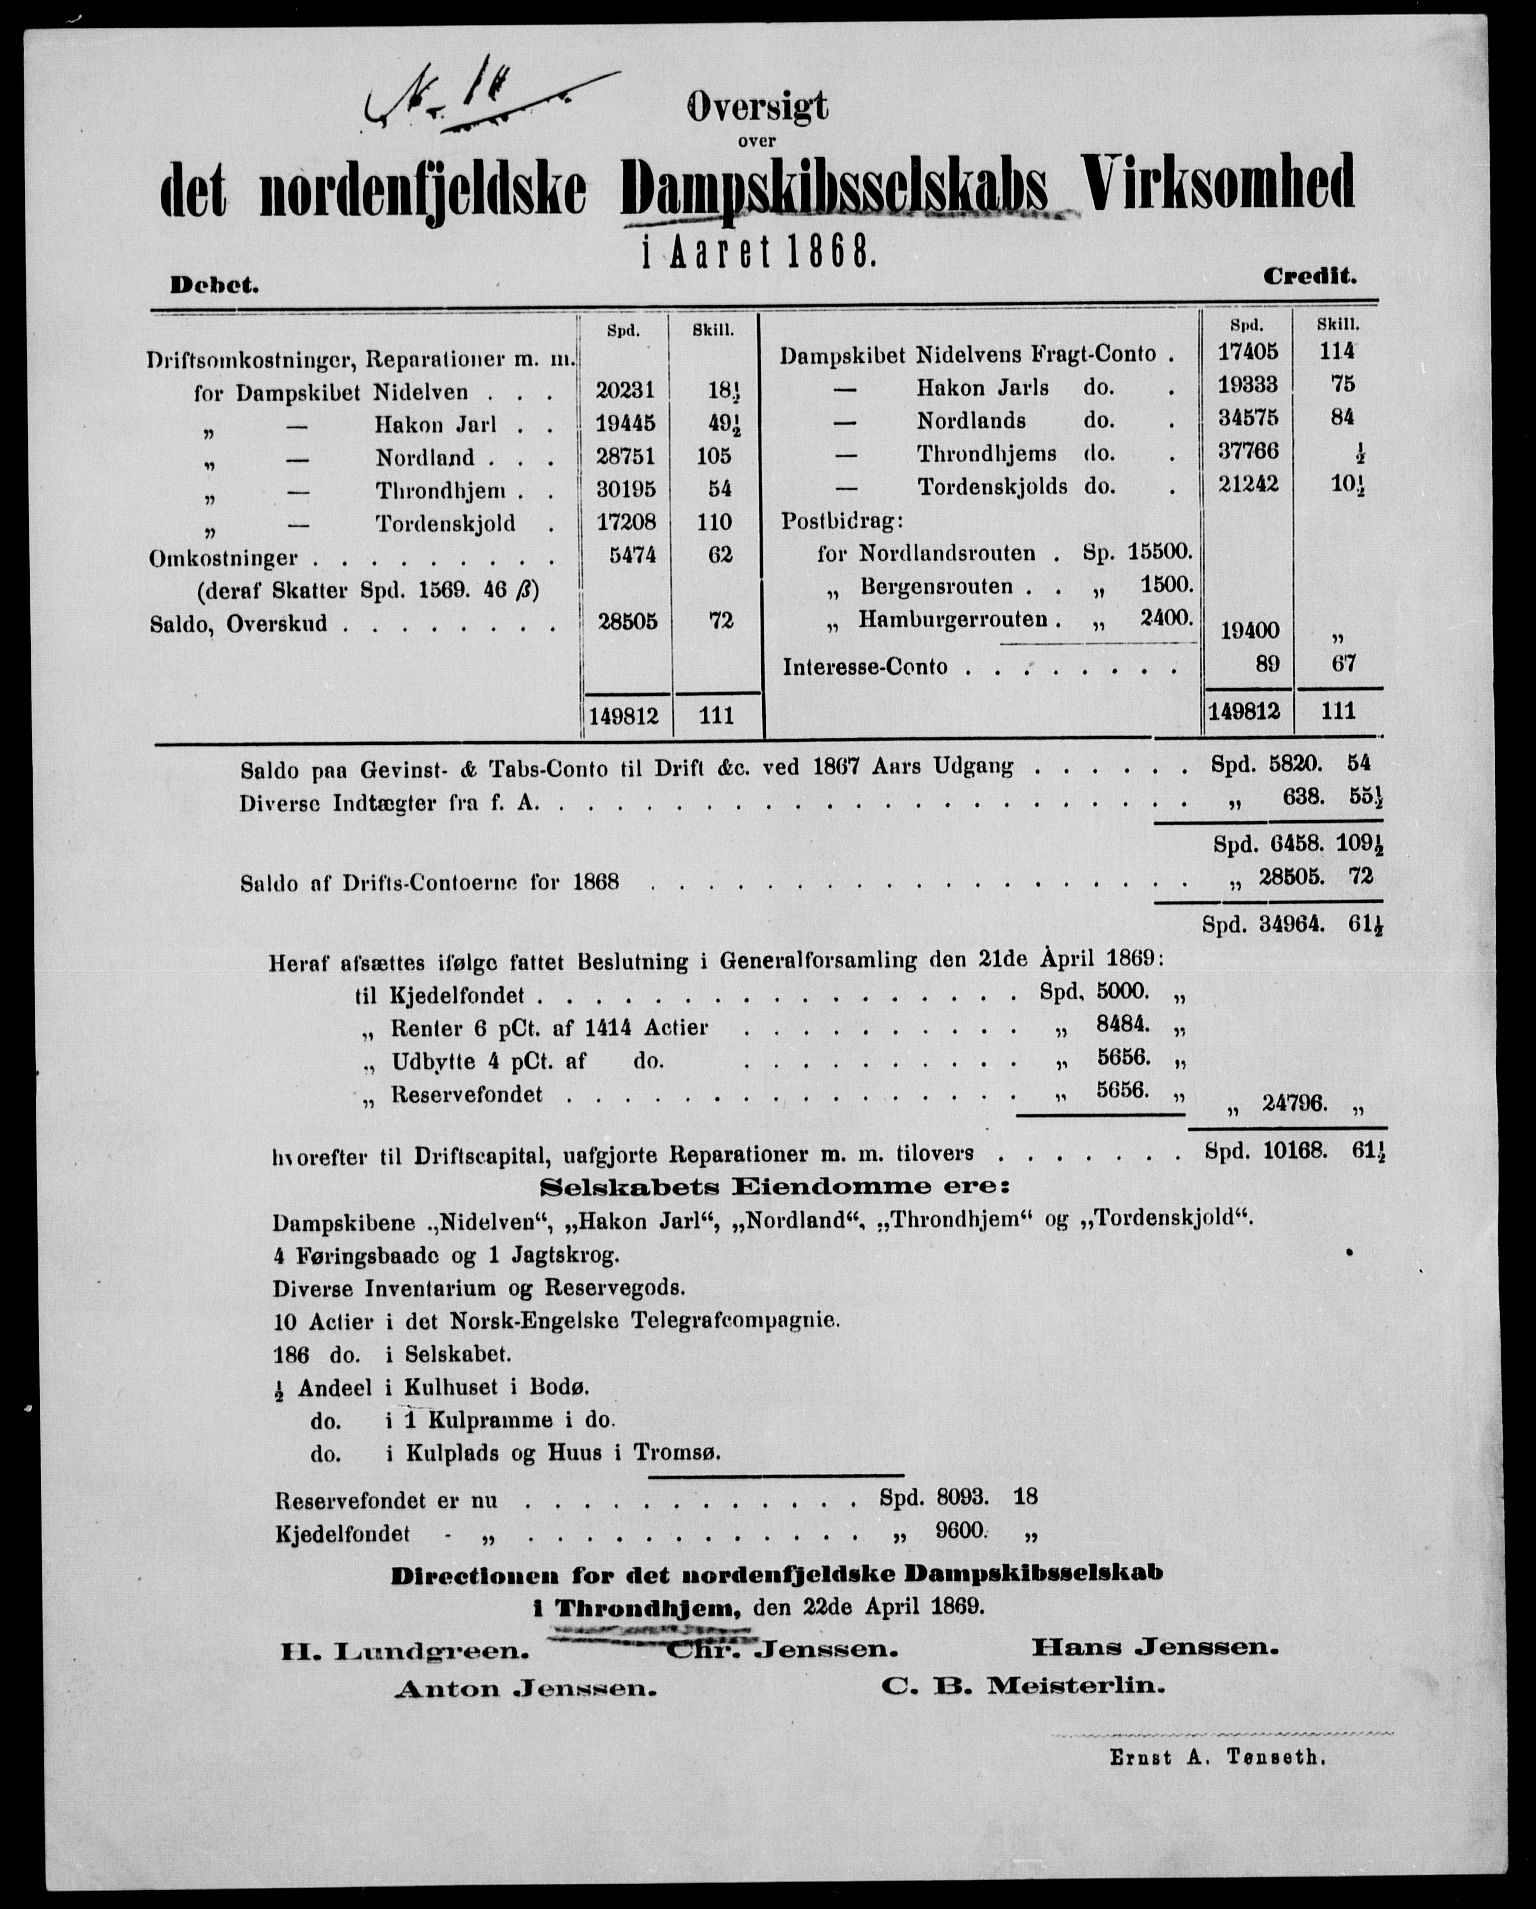 No. 10
Oversigt
over
det nordenfjeldske Dampskibsselskabs Virksomhed
i Aaret 1868.
Debet. Credit.
Spd. Skill. Spd. Skill.
Driftsomkostninger, Reparationer m. m. Dampskibet Nidelvens Fragt-Conto . 17405 114
for Dampskibet Nidelven . . . 20231 18½ — Hakon Jarls do. . 19333 75
„ — Hakon Jarl . . 19445 49½ — Nordlands do. . 34575 84
„ — Nordland . . . 28751 105 — Throndhjems do. . 37766 ½
„ — Throndhjem . . 30195 54 — Tordenskjolds do. . 21242 10½
„ — Tordenskjold . 17208 110 Postbidrag:
Omkostninger . . . . . . . . . 5474 62 for Nordlandsrouten . Sp. 15500.
(deraf Skatter Spd. 1569. 46 β) „ Bergensrouten . . „ 1500.
Saldo, Overskud . . . . . . . . 28505 72 „ Hamburgerrouten . „ 2400. 19400 „
Interesse-Conto . . . . . . . . 89 67
149812 111 149812 111
Saldo paa Gevinst- & Tabs-Conto til Drift &c. ved 1867 Aars Udgang . . . . . . Spd. 5820. 54
Diverse Indtægter fra f. A. . . . . . . . . . . . . . . . . . . . . . . „ 638. 55½
Spd. 6458. 109½
Saldo af Drifts-Contoerne for 1868 . . . . . . . . . . . . . . . . . . . „ 28505. 72
Spd. 34964. 61½
Heraf afsættes ifølge fattet Beslutning i Generalforsamling den 21de April 1869:
til Kjedelfondet . . . . . . . . . . . . . . . . . Spd. 5000. „
„ Renter 6 pCt. af 1414 Actier . . . . . . . . . . „ 8484. „
„ Udbytte 4 pCt. af do. . . . . . . . . . . „ 5656. „
„ Reservefondet . . . . . . . . . . . . . . . . „ 5656. „ „ 24796. „
hvorefter til Driftscapital, uafgjorte Reparationer m. m. tilovers . . . . . . . Spd. 10168. 61½
Selskabets Eiendomme ere:
Dampskibene „Nidelven“, „Hakon Jarl“, „Nordland“, „Throndhjem“ og „Tordenskjold“.
4 Føringsbaade og 1 Jagtskrog.
Diverse Inventarium og Reservegods.
10 Actier i det Norsk-Engelske Telegrafcompagnie.
186 do. i Selskabet.
½ Andeel i Kulhuset i Bodø.
do. i 1 Kulpramme i do.
do. i Kulplads og Huus i Tromsø.
Reservefondet er nu . . . . . . . . . . . . Spd. 8093. 18
Kjedelfondet - „ . . . . . . . . . . . . „ 9600. „
Directionen for det nordenfjeldske Dampskibsselskab
i Throndhjem, den 22de April 1869.
H. Lundgreen. Chr. Jenssen. Hans Jenssen.
Anton Jenssen. C. B. Meisterlin.
Ernst A. Tønseth.